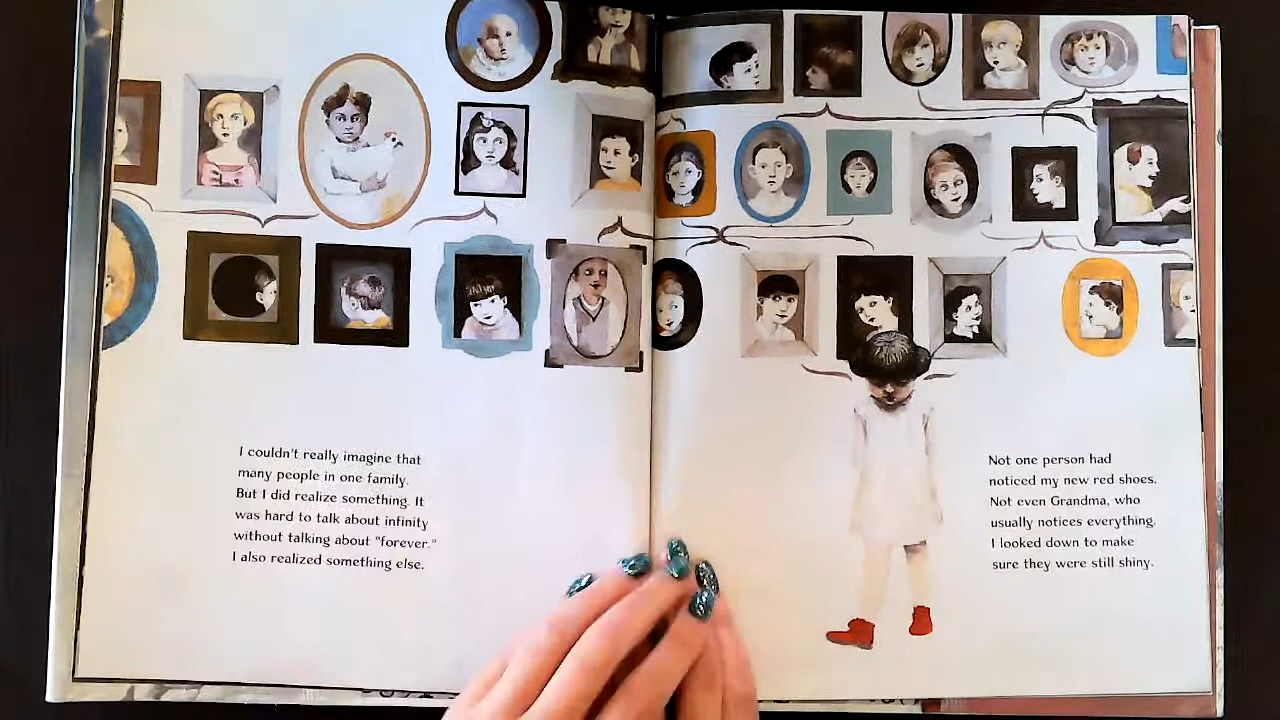 I couldn't really imagine that
many people in one family.
But I did realize something. It
was hard to talk about infinity
without talking about "forever."
I also realized something else.
Not one person had
noticed my new red shoes.
Not even Grandma, who
usually notices everything.
I looked down to make
sure they were still shiny.